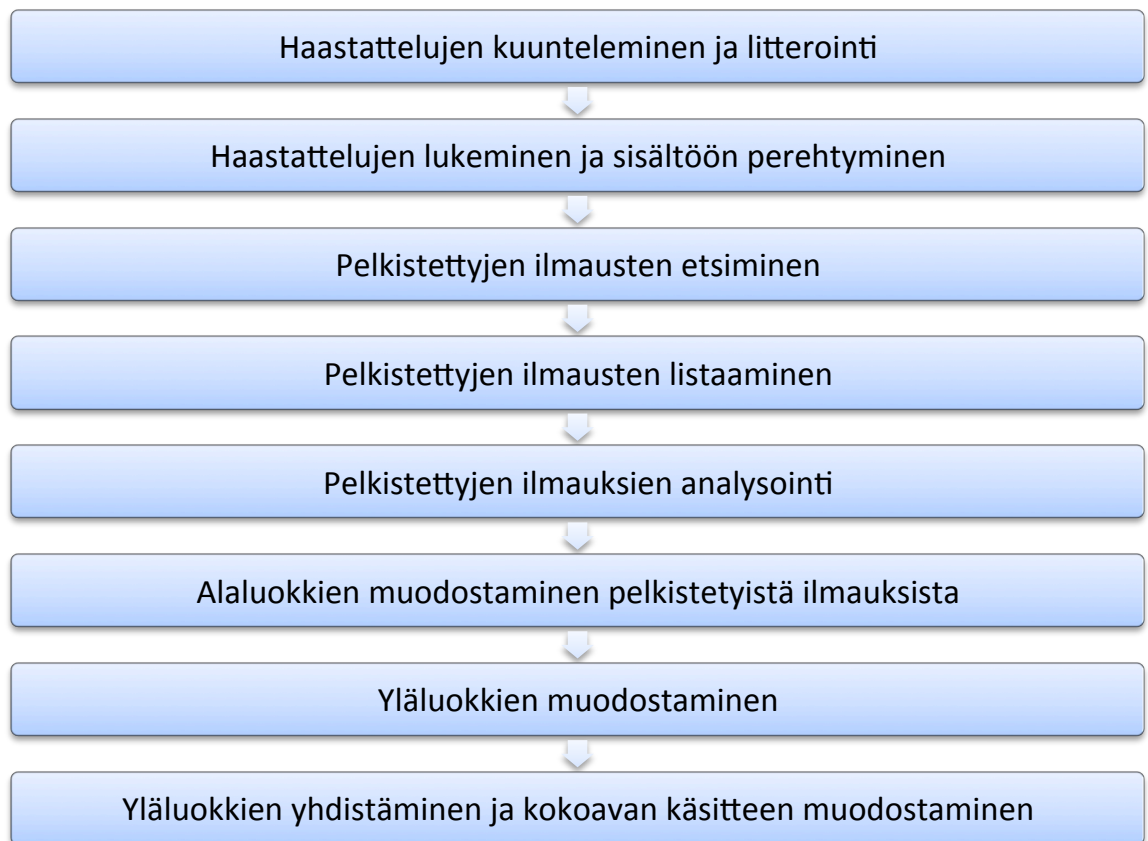 Haastattelujen kuunteleminen ja litterointi
Haastattelujen lukeminen ja sisältöön perehtyminen
Pelkistettyjen ilmausten etsiminen
Pelkistettyjen ilmausten listaaminen
Pelkistettyjen ilmauksien analysointi
Alaluokkien muodostaminen pelkistetyistä ilmauksista
Yläluokkien muodostaminen
Yläluokkien yhdistäminen ja kokoavan käsitteen muodostaminen